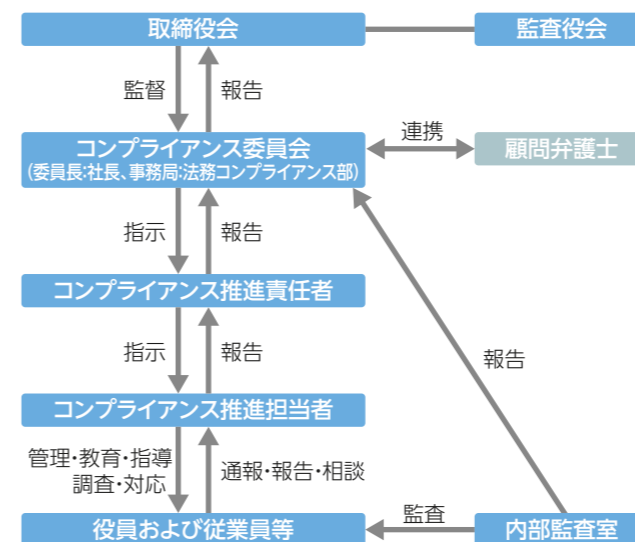 取締役会
監査役会
監督
報告
コンプライアンス委員会
(委員長:社長、事務局:法務コンプライアンス部)
連携
顧問弁護士
指示
報告
コンプライアンス推進責任者
指示
報告
報告
コンプライアンス推進担当者
管理・教育・指導
調査・対応
通報・報告・相談
役員および従業員等
監査
内部監査室